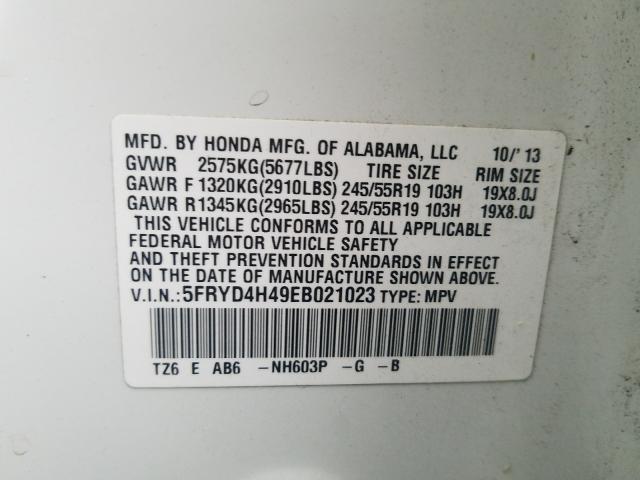 MFD. BY HONDA MFG. OF ALABAMA, LLC 10/'13
GVWR 2575KG(5677LBS) TIRE SIZE RIM SIZE
GAWR F 1320KG(2910LBS) 245/55R19 103H 19X8.0J
GAWR R1345KG(2965LBS) 245/55R19 103H 19X8.0J
THIS VEHICLE CONFORMS TO ALL APPLICABLE
FEDERAL MOTOR VEHICLE SAFETY
AND THEFT PREVENTION STANDARDS IN EFFECT
ON THE DATE OF MANUFACTURE SHOWN ABOVE.
V.I.N.:5FRYD4H49EB021023 TYPE: MPV
TZ6 E AB6 -NH603P -G -B